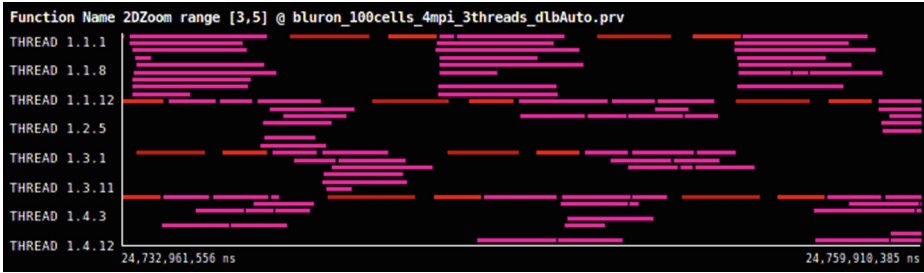 Function Name 2DZoom range [3,5] @ bluron_100cells_4mpi_3threads_dlbAuto.prv
THREAD 1.1.1
THREAD 1.1.8
THREAD 1.1.12
THREAD 1.2.5
THREAD 1.3.1
THREAD 1.3.11
THREAD 1.4.3
THREAD 1.4.12
24,732,961,556 ns
24,759,910,385 ns